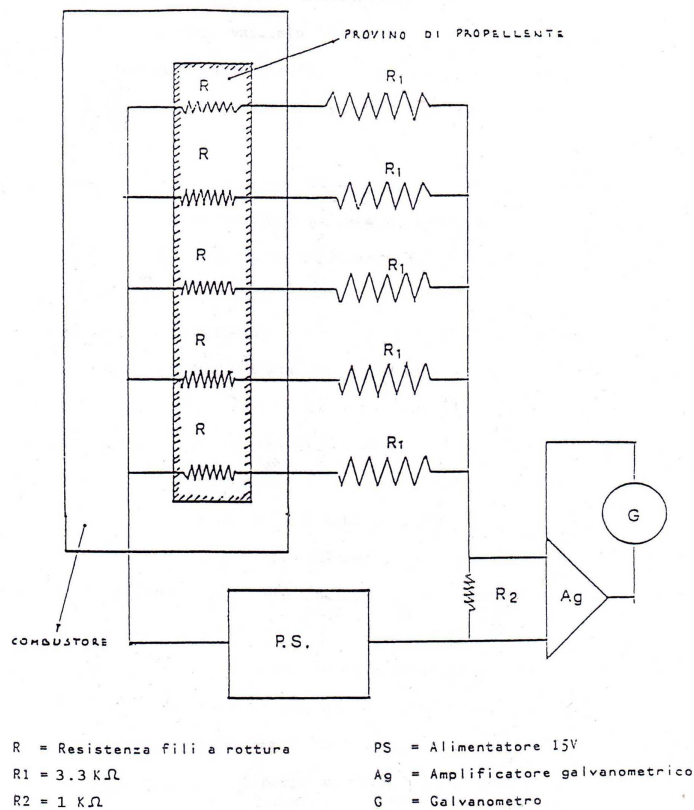 PROVINO DI PROPELLENTE
R
R1
R
R1
R
R1
R
R1
R
R1
G
R2
Ag
P.S.
COMBUSTORE
R = Resistenza fili a rottura
R1 = 3.3 KΩ
R2 = 1 KΩ
PS = Alimentatore 15V
Ag = Amplificatore galvanometrico
G = Galvanometro